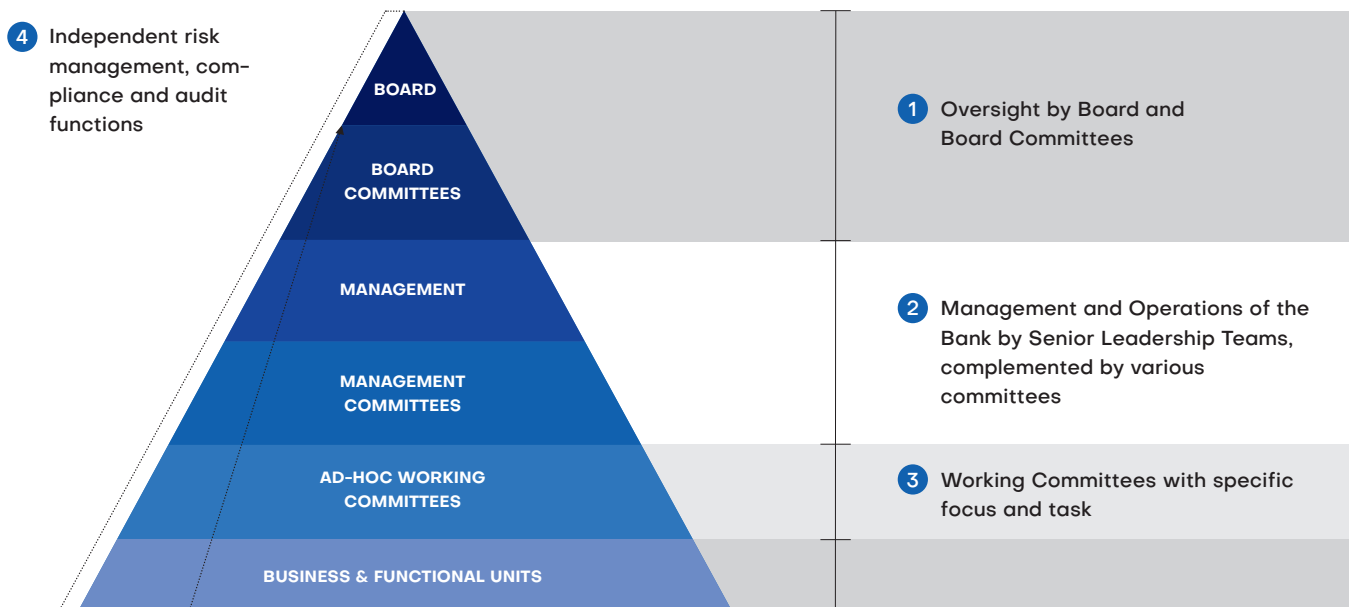 4
Independent risk
management, com-
pliance and audit
functions
BOARD
BOARD
COMMITTEES
MANAGEMENT
MANAGEMENT
COMMITTEES
AD-HOC WORKING
COMMITTEES
BUSINESS & FUNCTIONAL UNITS
1
Oversight by Board and
Board Committees
2
Management and Operations of the
Bank by Senior Leadership Teams,
complemented by various
committees
3
Working Committees with specific
focus and task